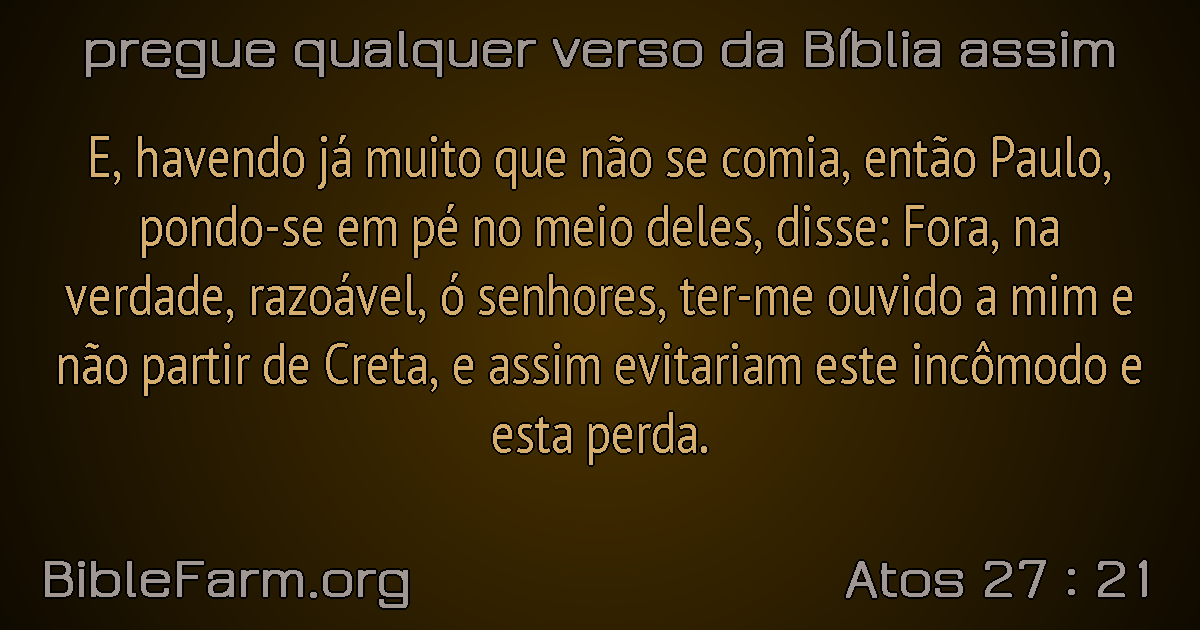 pregue qualquer verso da Bíblia assim
E, havendo já muito que não se comia, então Paulo,
pondo-se em pé no meio deles, disse: Fora, na
verdade, razoável, ó senhores, ter-me ouvido a mim e
não partir de Creta, e assim evitariam este incômodo e
esta perda.
BibleFarm.org
Atos 27 : 21